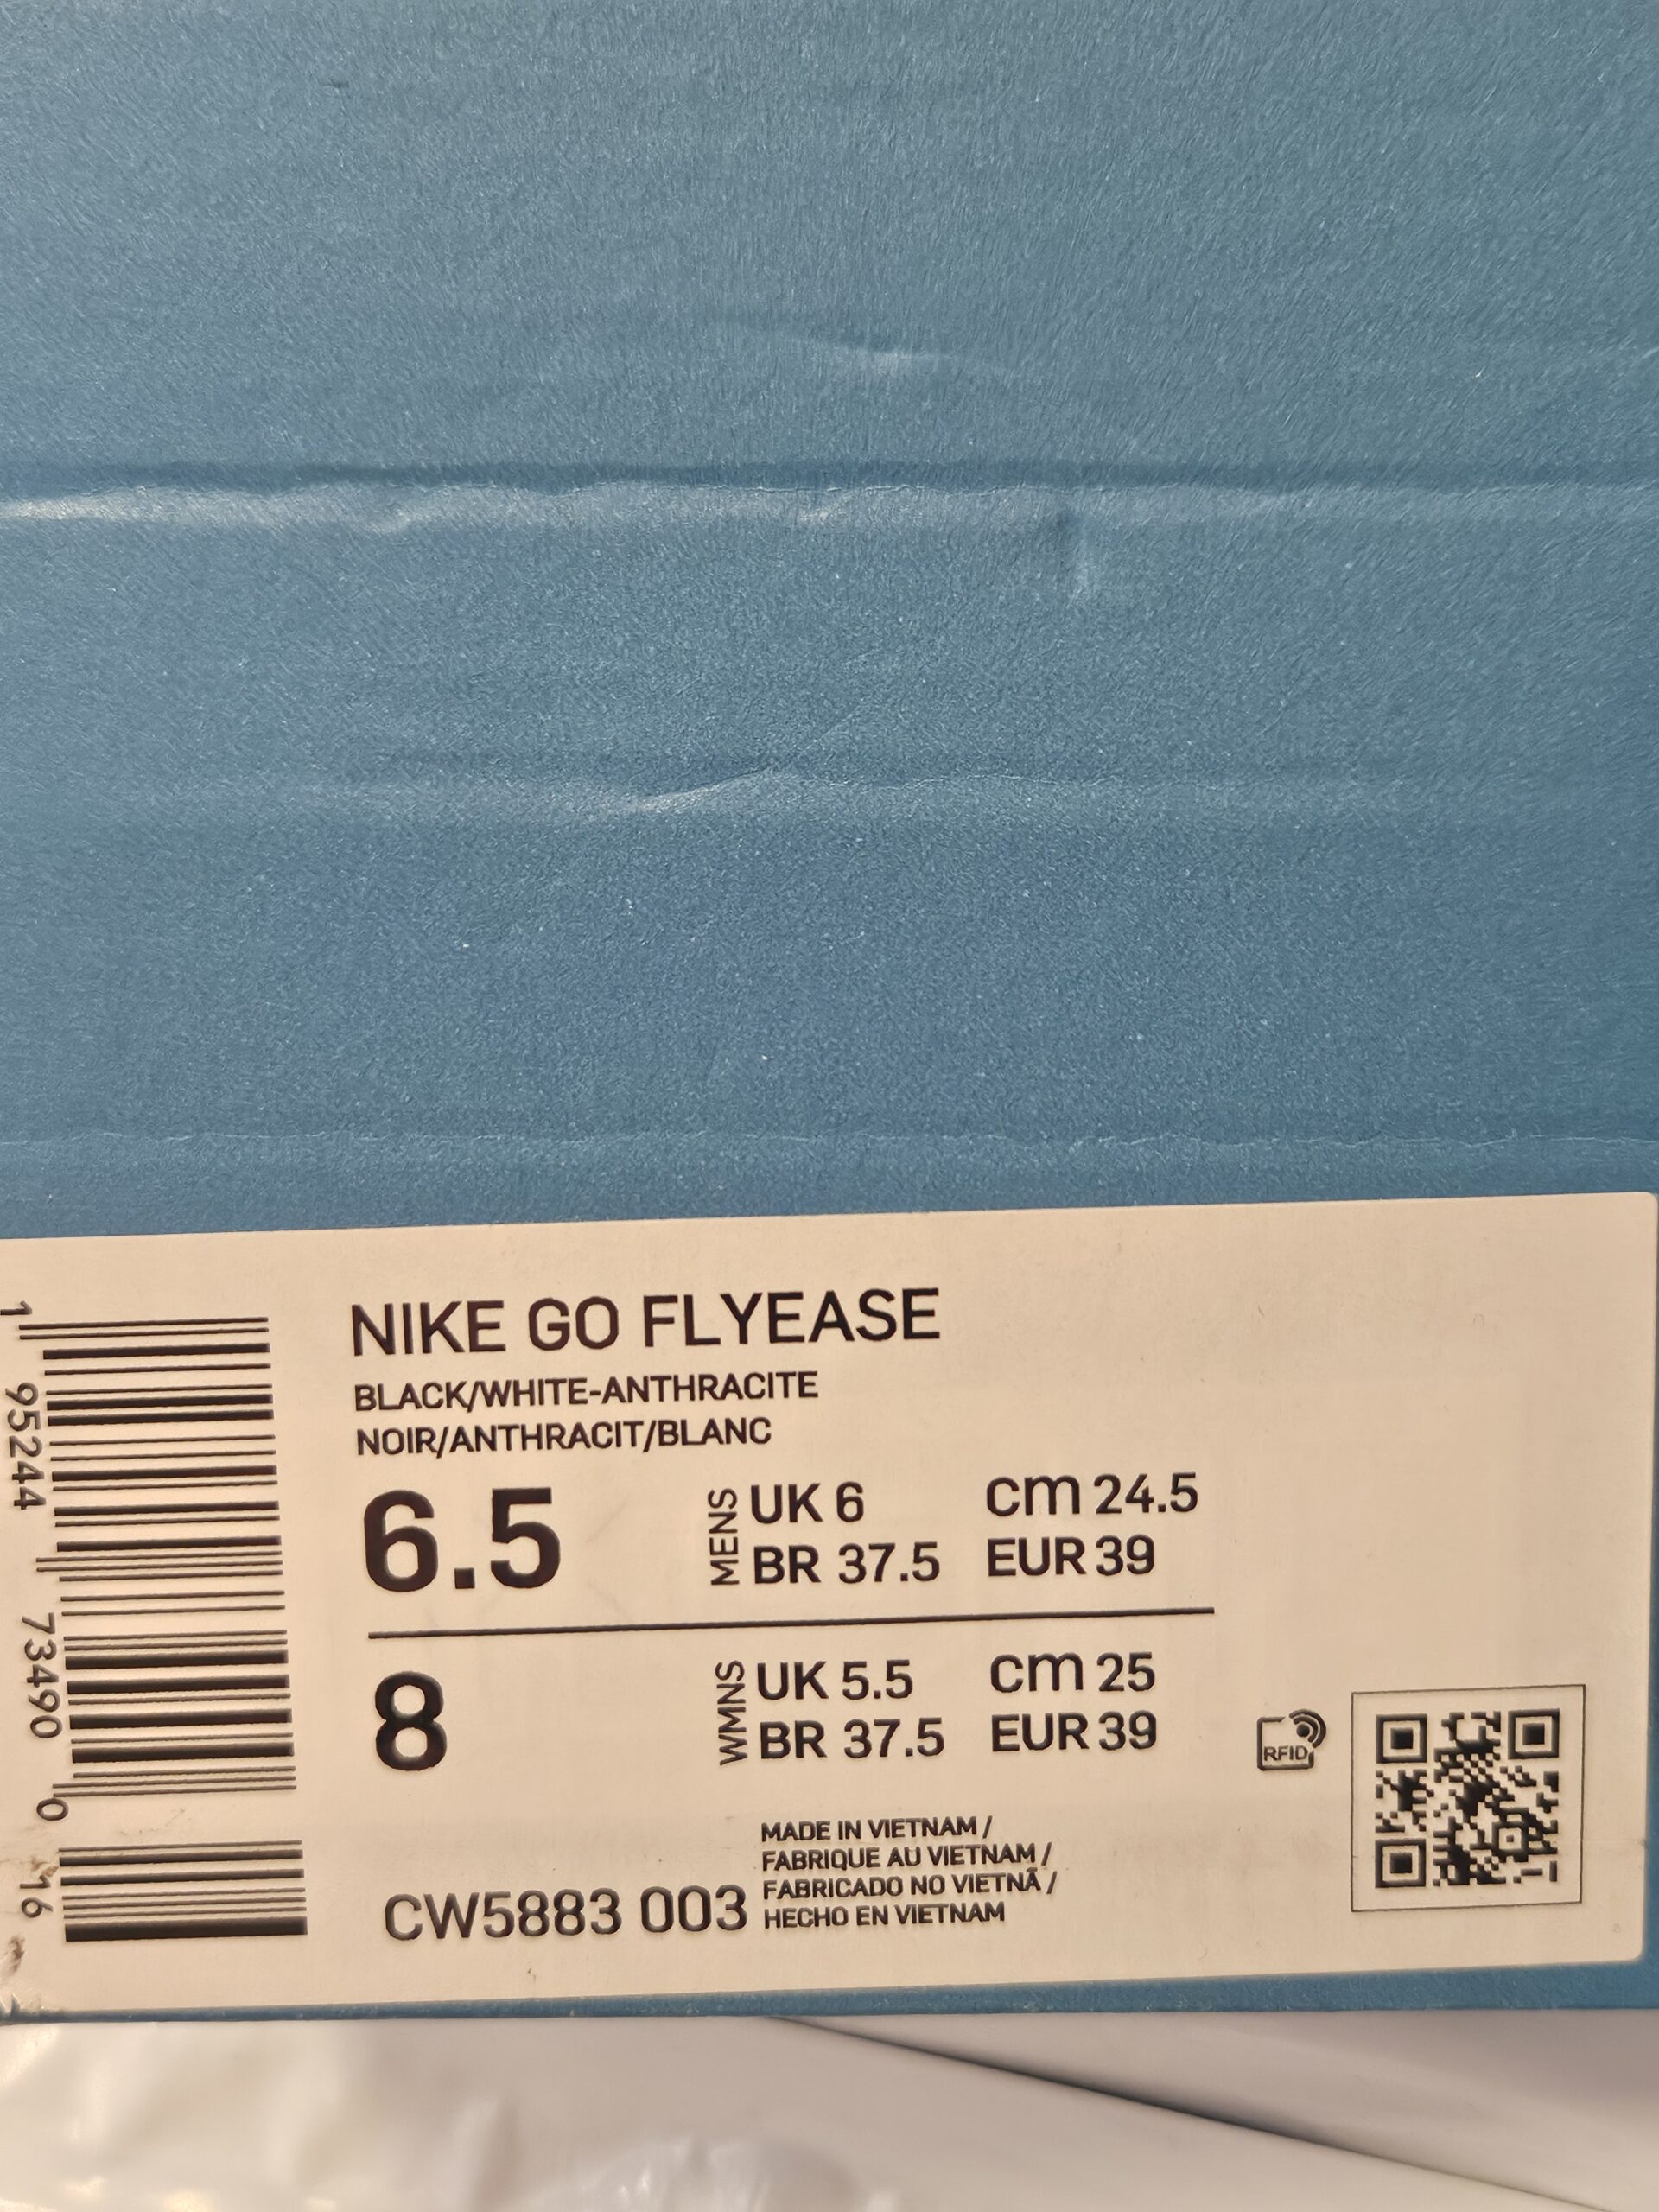 NIKE GO FLYEASE
BLACK/WHITE-ANTHRACITE
NOIR/ANTHRACIT/BLANC
6.5
MENS
UK 6 cm 24.5
BR 37.5 EUR 39
8
WMNS
UK 5.5 cm 25
BR 37.5 EUR 39
RFID
CW5883 003
MADE IN VIETNAM /
FABRIQUE AU VIETNAM /
FABRICADO NO VIETNÃ /
HECHO EN VIETNAM
1 95244 73490 0 16